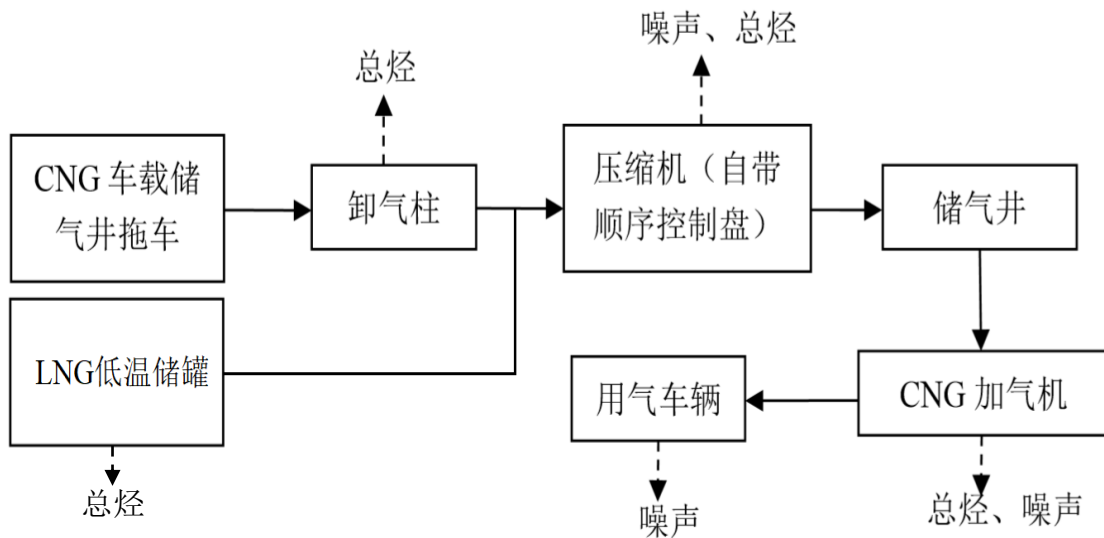 噪声、总烃
总烃
CNG 车载储
气井拖车
卸气柱
压缩机（自带
顺序控制盘）
储气井
LNG低温储罐
用气车辆
CNG 加气机
总烃
噪声
总烃、噪声